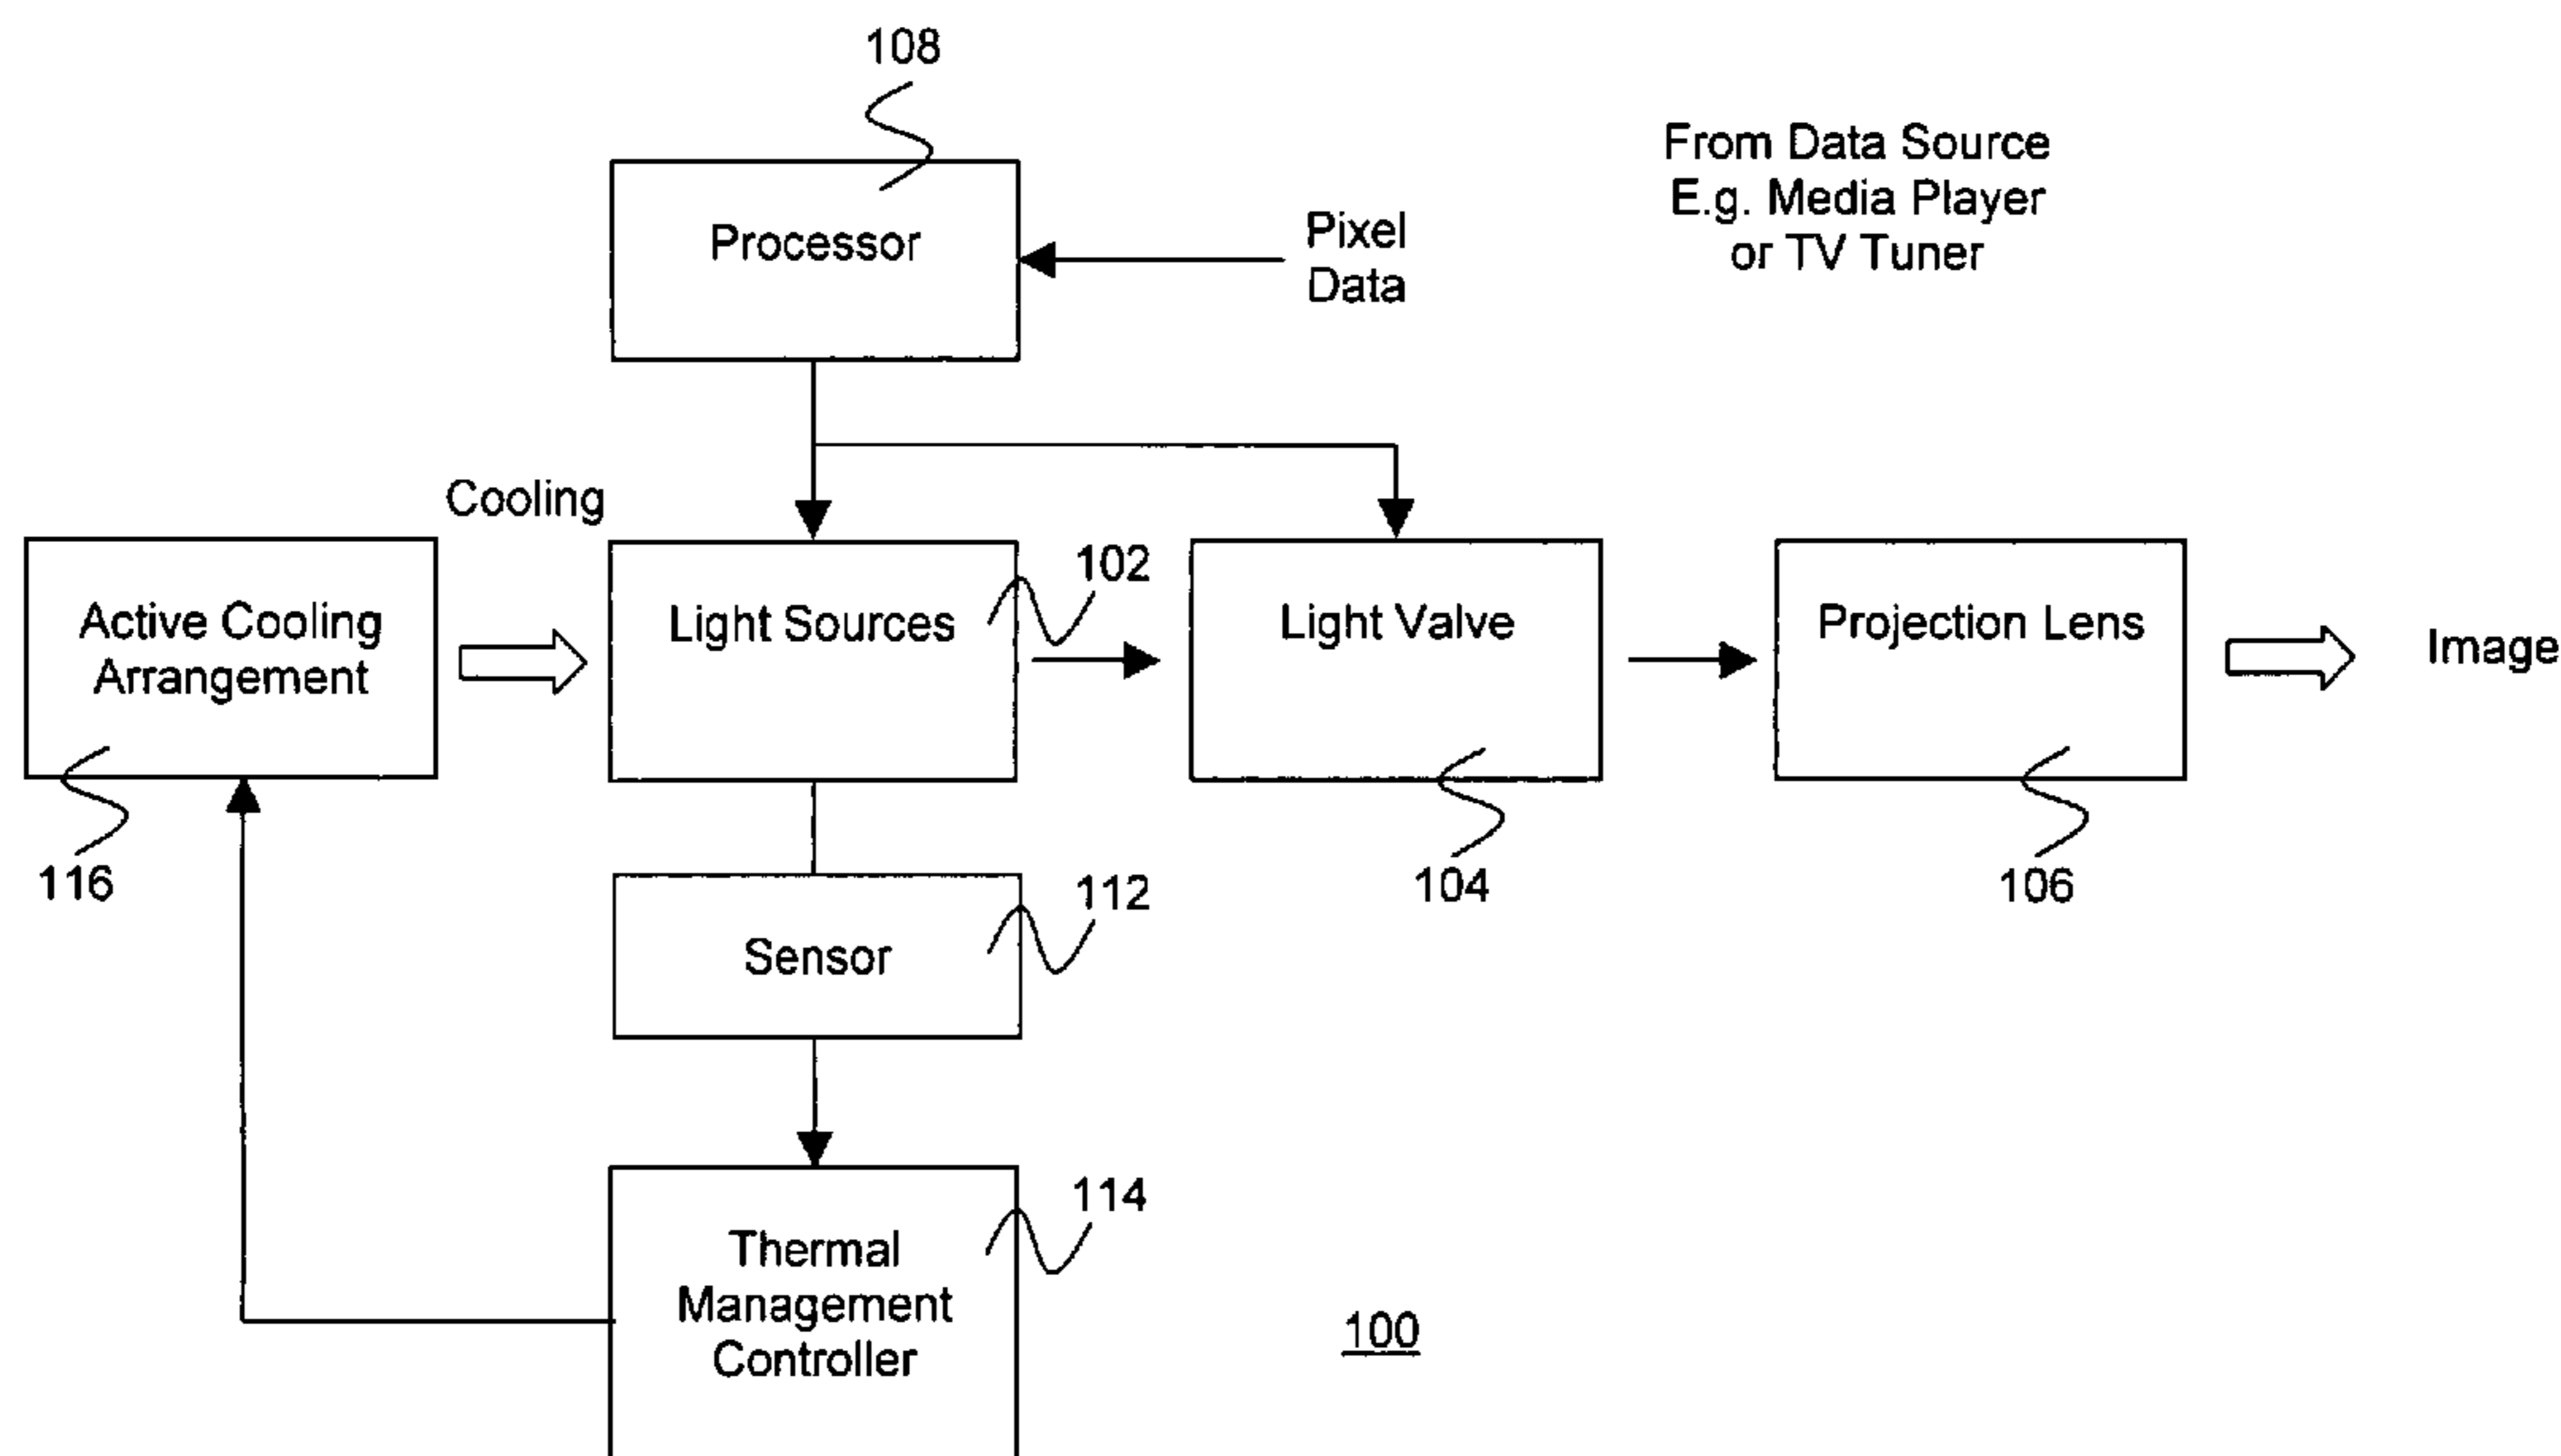 108
From Data Source
E.g. Media Player
or TV Tuner
Processor
Pixel
Data
Cooling
102
Active Cooling
Arrangement
Light Sources
Light Valve
Projection Lens
Image
116
112
104
106
Sensor
114
Thermal
Management
Controller
100